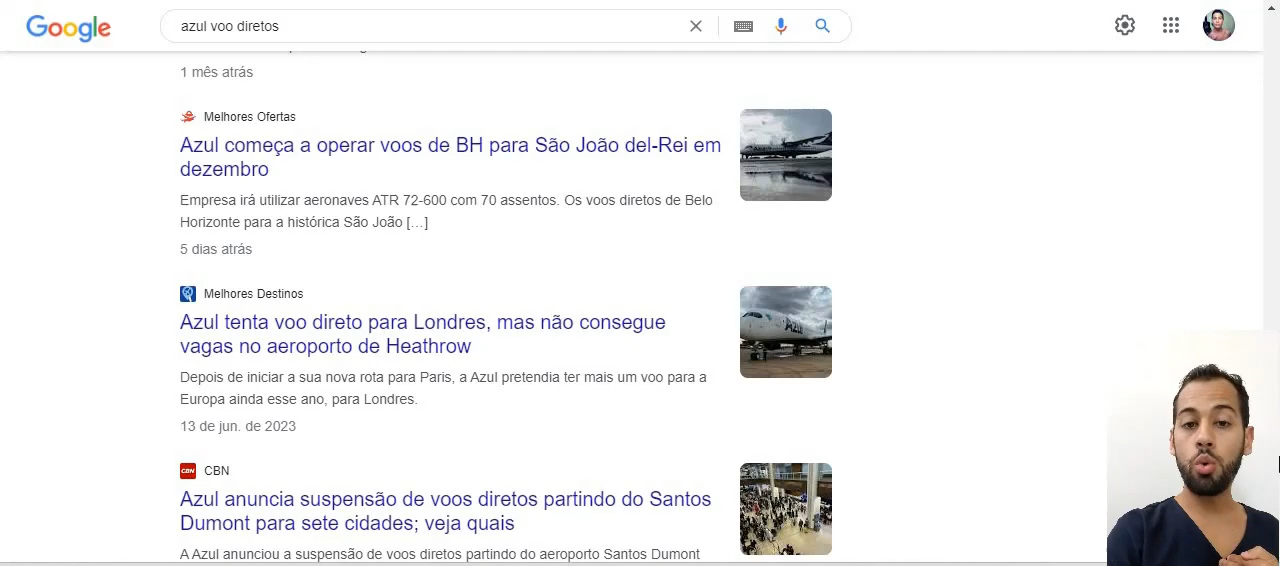 Google
azul voo diretos
1 mês atrás
Melhores Ofertas
Azul começa a operar voos de BH para São João del-Rei em
dezembro
Empresa irá utilizar aeronaves ATR 72-600 com 70 assentos. Os voos diretos de Belo
Horizonte para a histórica São João […]
5 dias atrás
Melhores Destinos
Azul tenta voo direto para Londres, mas não consegue
vagas no aeroporto de Heathrow
Depois de iniciar a sua nova rota para Paris, a Azul pretendia ter mais um voo para a
Europa ainda esse ano, para Londres.
13 de jun. de 2023
CBN
CBN
Azul anuncia suspensão de voos diretos partindo do Santos
Dumont para sete cidades; veja quais
A Azul anunciou a suspensão de voos diretos partindo do aeroporto Santos Dumont